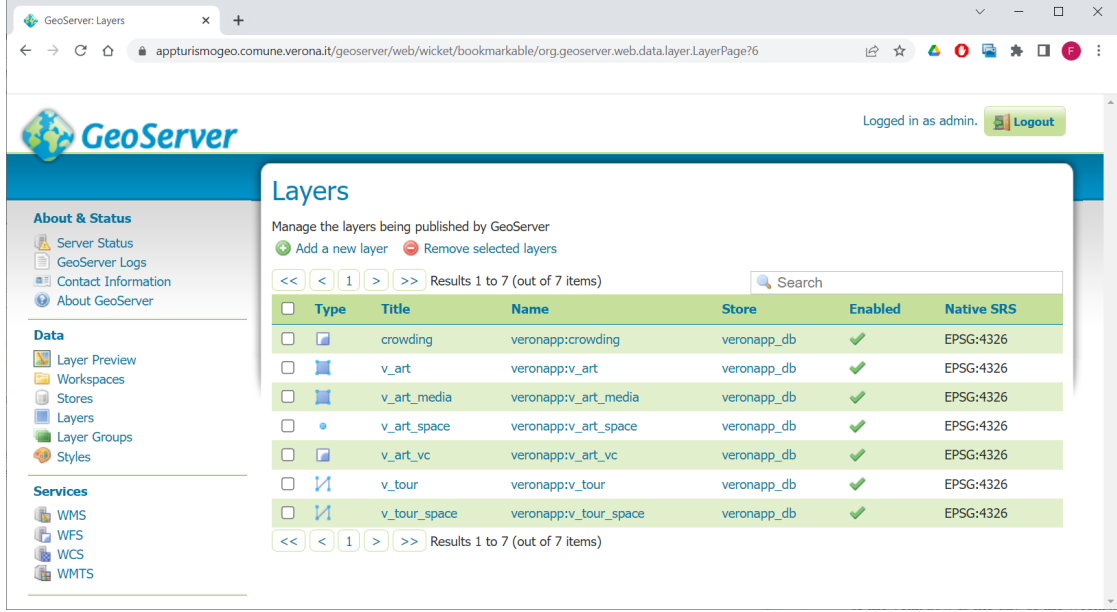 GeoServer: Layers
appturismogeo.comune.verona.it/geoserver/web/wicket/bookmarkable/org.geoserver.web.data.layer.LayerPage?6
F
GeoServer
Logged in as admin.
Logout
Layers
Manage the layers being published by GeoServer
Add a new layer
Remove selected layers
<< < 1 > >> Results 1 to 7 (out of 7 items)
Search
Type Title Name Store Enabled Native SRS
crowding veronapp:crowding veronapp_db EPSG:4326
v_art veronapp:v_art veronapp_db EPSG:4326
v_art_media veronapp:v_art_media veronapp_db EPSG:4326
v_art_space veronapp:v_art_space veronapp_db EPSG:4326
v_art_vc veronapp:v_art_vc veronapp_db EPSG:4326
v_tour veronapp:v_tour veronapp_db EPSG:4326
v_tour_space veronapp:v_tour_space veronapp_db EPSG:4326
<< < 1 > >> Results 1 to 7 (out of 7 items)
About & Status
Server Status
GeoServer Logs
Contact Information
About GeoServer
Data
Layer Preview
Workspaces
Stores
Layers
Layer Groups
Styles
Services
WMS
WFS
WCS
WMTS